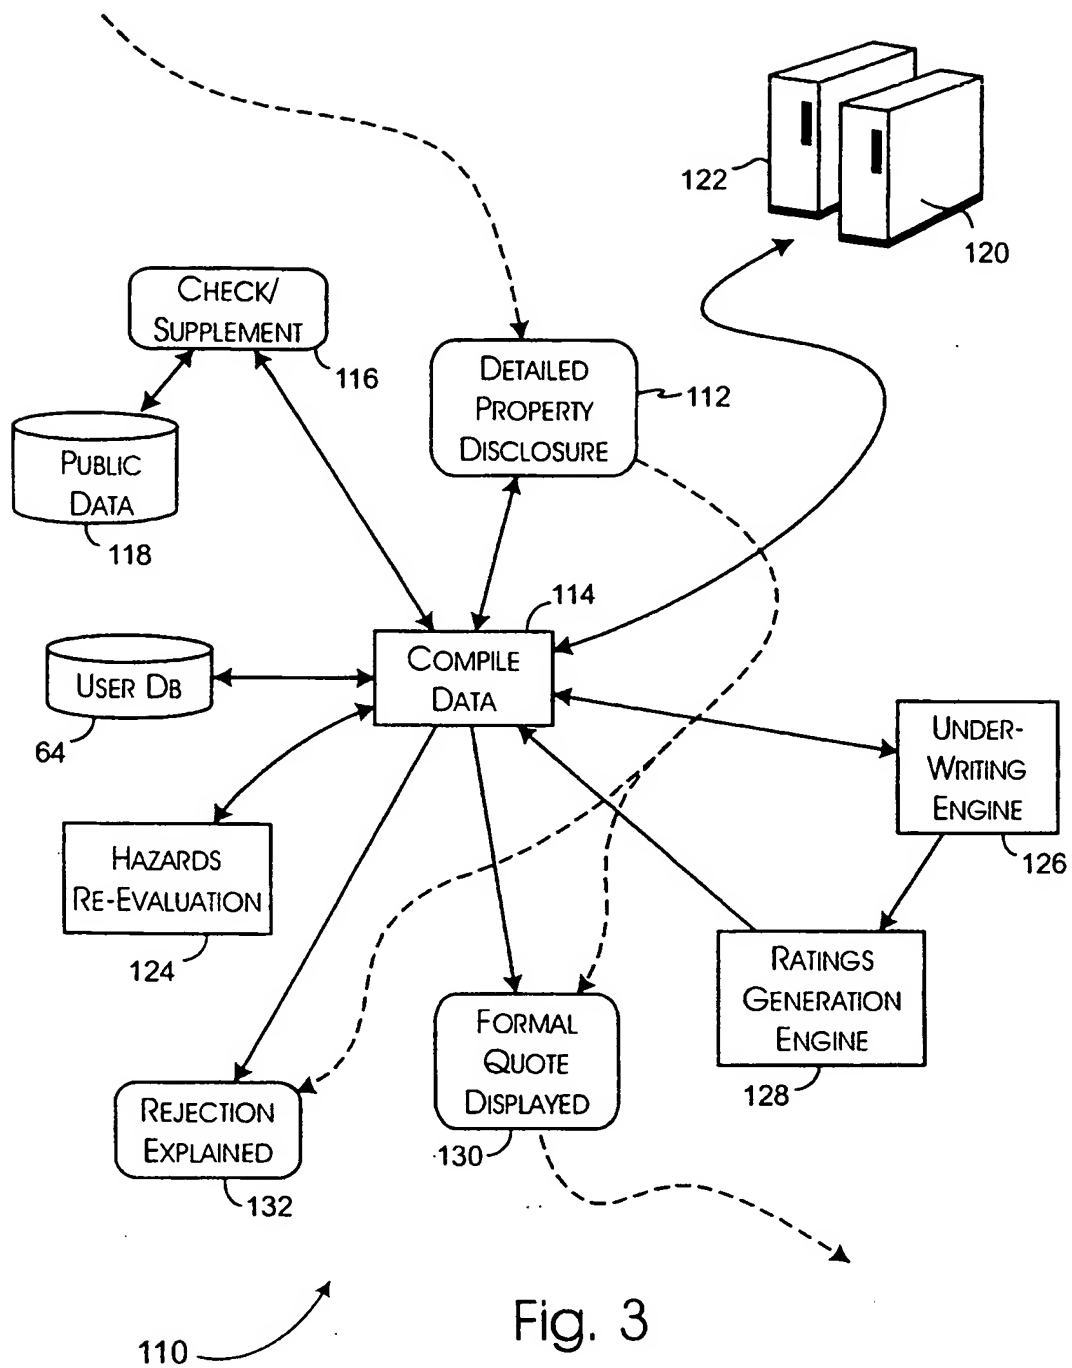 122
120
CHECK/
SUPPLEMENT
116
DETAILED
PROPERTY
DISCLOSURE
112
PUBLIC
DATA
118
114
COMPILE
DATA
USER DB
64
UNDER-
WRITING
ENGINE
126
HAZARDS
RE-EVALUATION
124
RATINGS
GENERATION
ENGINE
128
FORMAL
QUOTE
DISPLAYED
130
REJECTION
EXPLAINED
132
Fig. 3
110